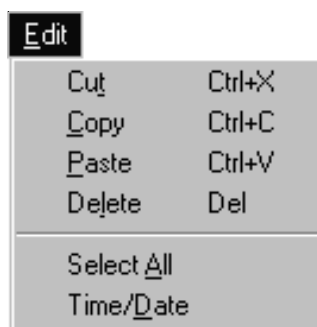 Edit
Cut Ctrl+X
Copy Ctrl+C
Paste Ctrl+V
Delete Del
Select All
Time/Date